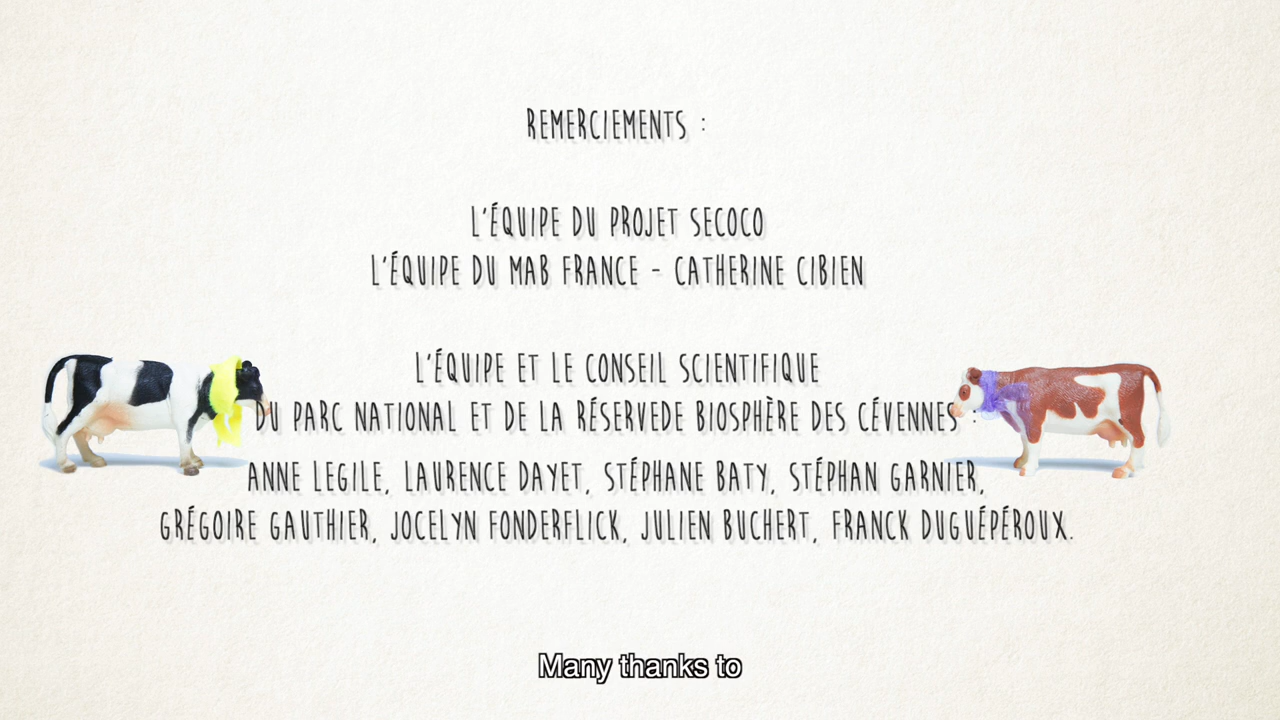 REMERCIEMENTS :
L'ÉQUIPE DU PROJET SECOCO
L'ÉQUIPE DU MAB FRANCE - CATHERINE CIBIEN
L'ÉQUIPE ET LE CONSEIL SCIENTIFIQUE
DU PARC NATIONAL ET DE LA RÉSERVEDE BIOSPHÈRE DES CÉVENNES :
ANNE LEGILE, LAURENCE DAYET, STÉPHANE BATY, STÉPHAN GARNIER,
GRÉGOIRE GAUTHIER, JOCELYN FONDERFLICK, JULIEN BUCHERT, FRANCK DUGUÉPÉROUX.
Many thanks to